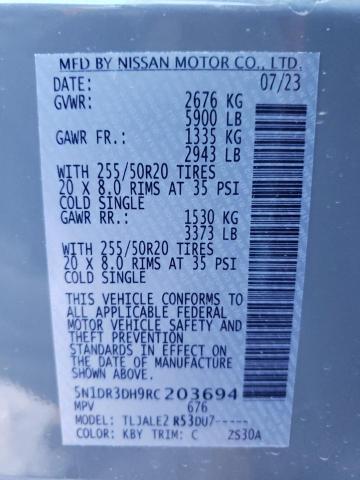 MFD BY NISSAN MOTOR CO., LTD.
DATE: 07/23
GVWR: 2676 KG
5900 LB
GAWR FR.: 1335 KG
2943 LB
WITH 255/50R20 TIRES
20 X 8.0 RIMS AT 35 PSI
COLD SINGLE
GAWR RR.: 1530 KG
3373 LB
WITH 255/50R20 TIRES
20 X 8.0 RIMS AT 35 PSI
COLD SINGLE
THIS VEHICLE CONFORMS TO
ALL APPLICABLE FEDERAL
MOTOR VEHICLE SAFETY AND
THEFT PREVENTION
STANDARDS IN EFFECT ON
THE DATE OF MANUFACTURE
SHOWN ABOVE.
5N1DR3DH9RC203694
MPV 676
MODEL: TLJALE2 R53DU7-----
COLOR: KBY TRIM: C ZS30A